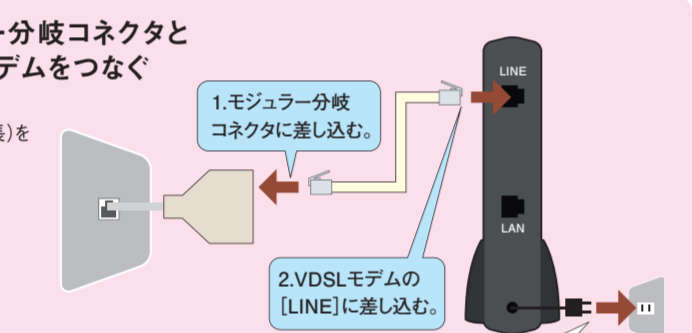 ー分岐コネクタと
デムをつなぐ
長)を
1.モジュラー分岐
コネクタに差し込む。
LINE
LAN
2.VDSLモデムの
[LINE]に差し込む。